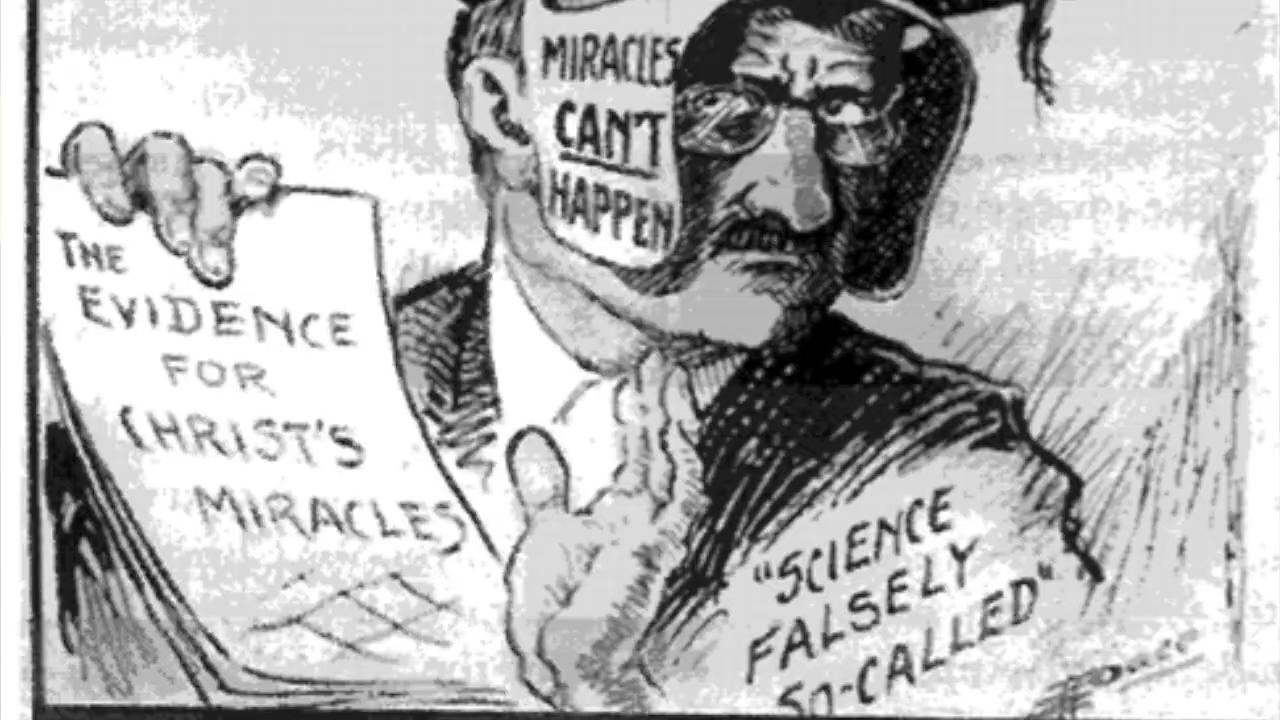 MIRACLES
CAN'T
HAPPEN
THE
EVIDENCE
FOR
CHRIST'S
MIRACLES
"SCIENCE
FALSELY
SO-CALLED"